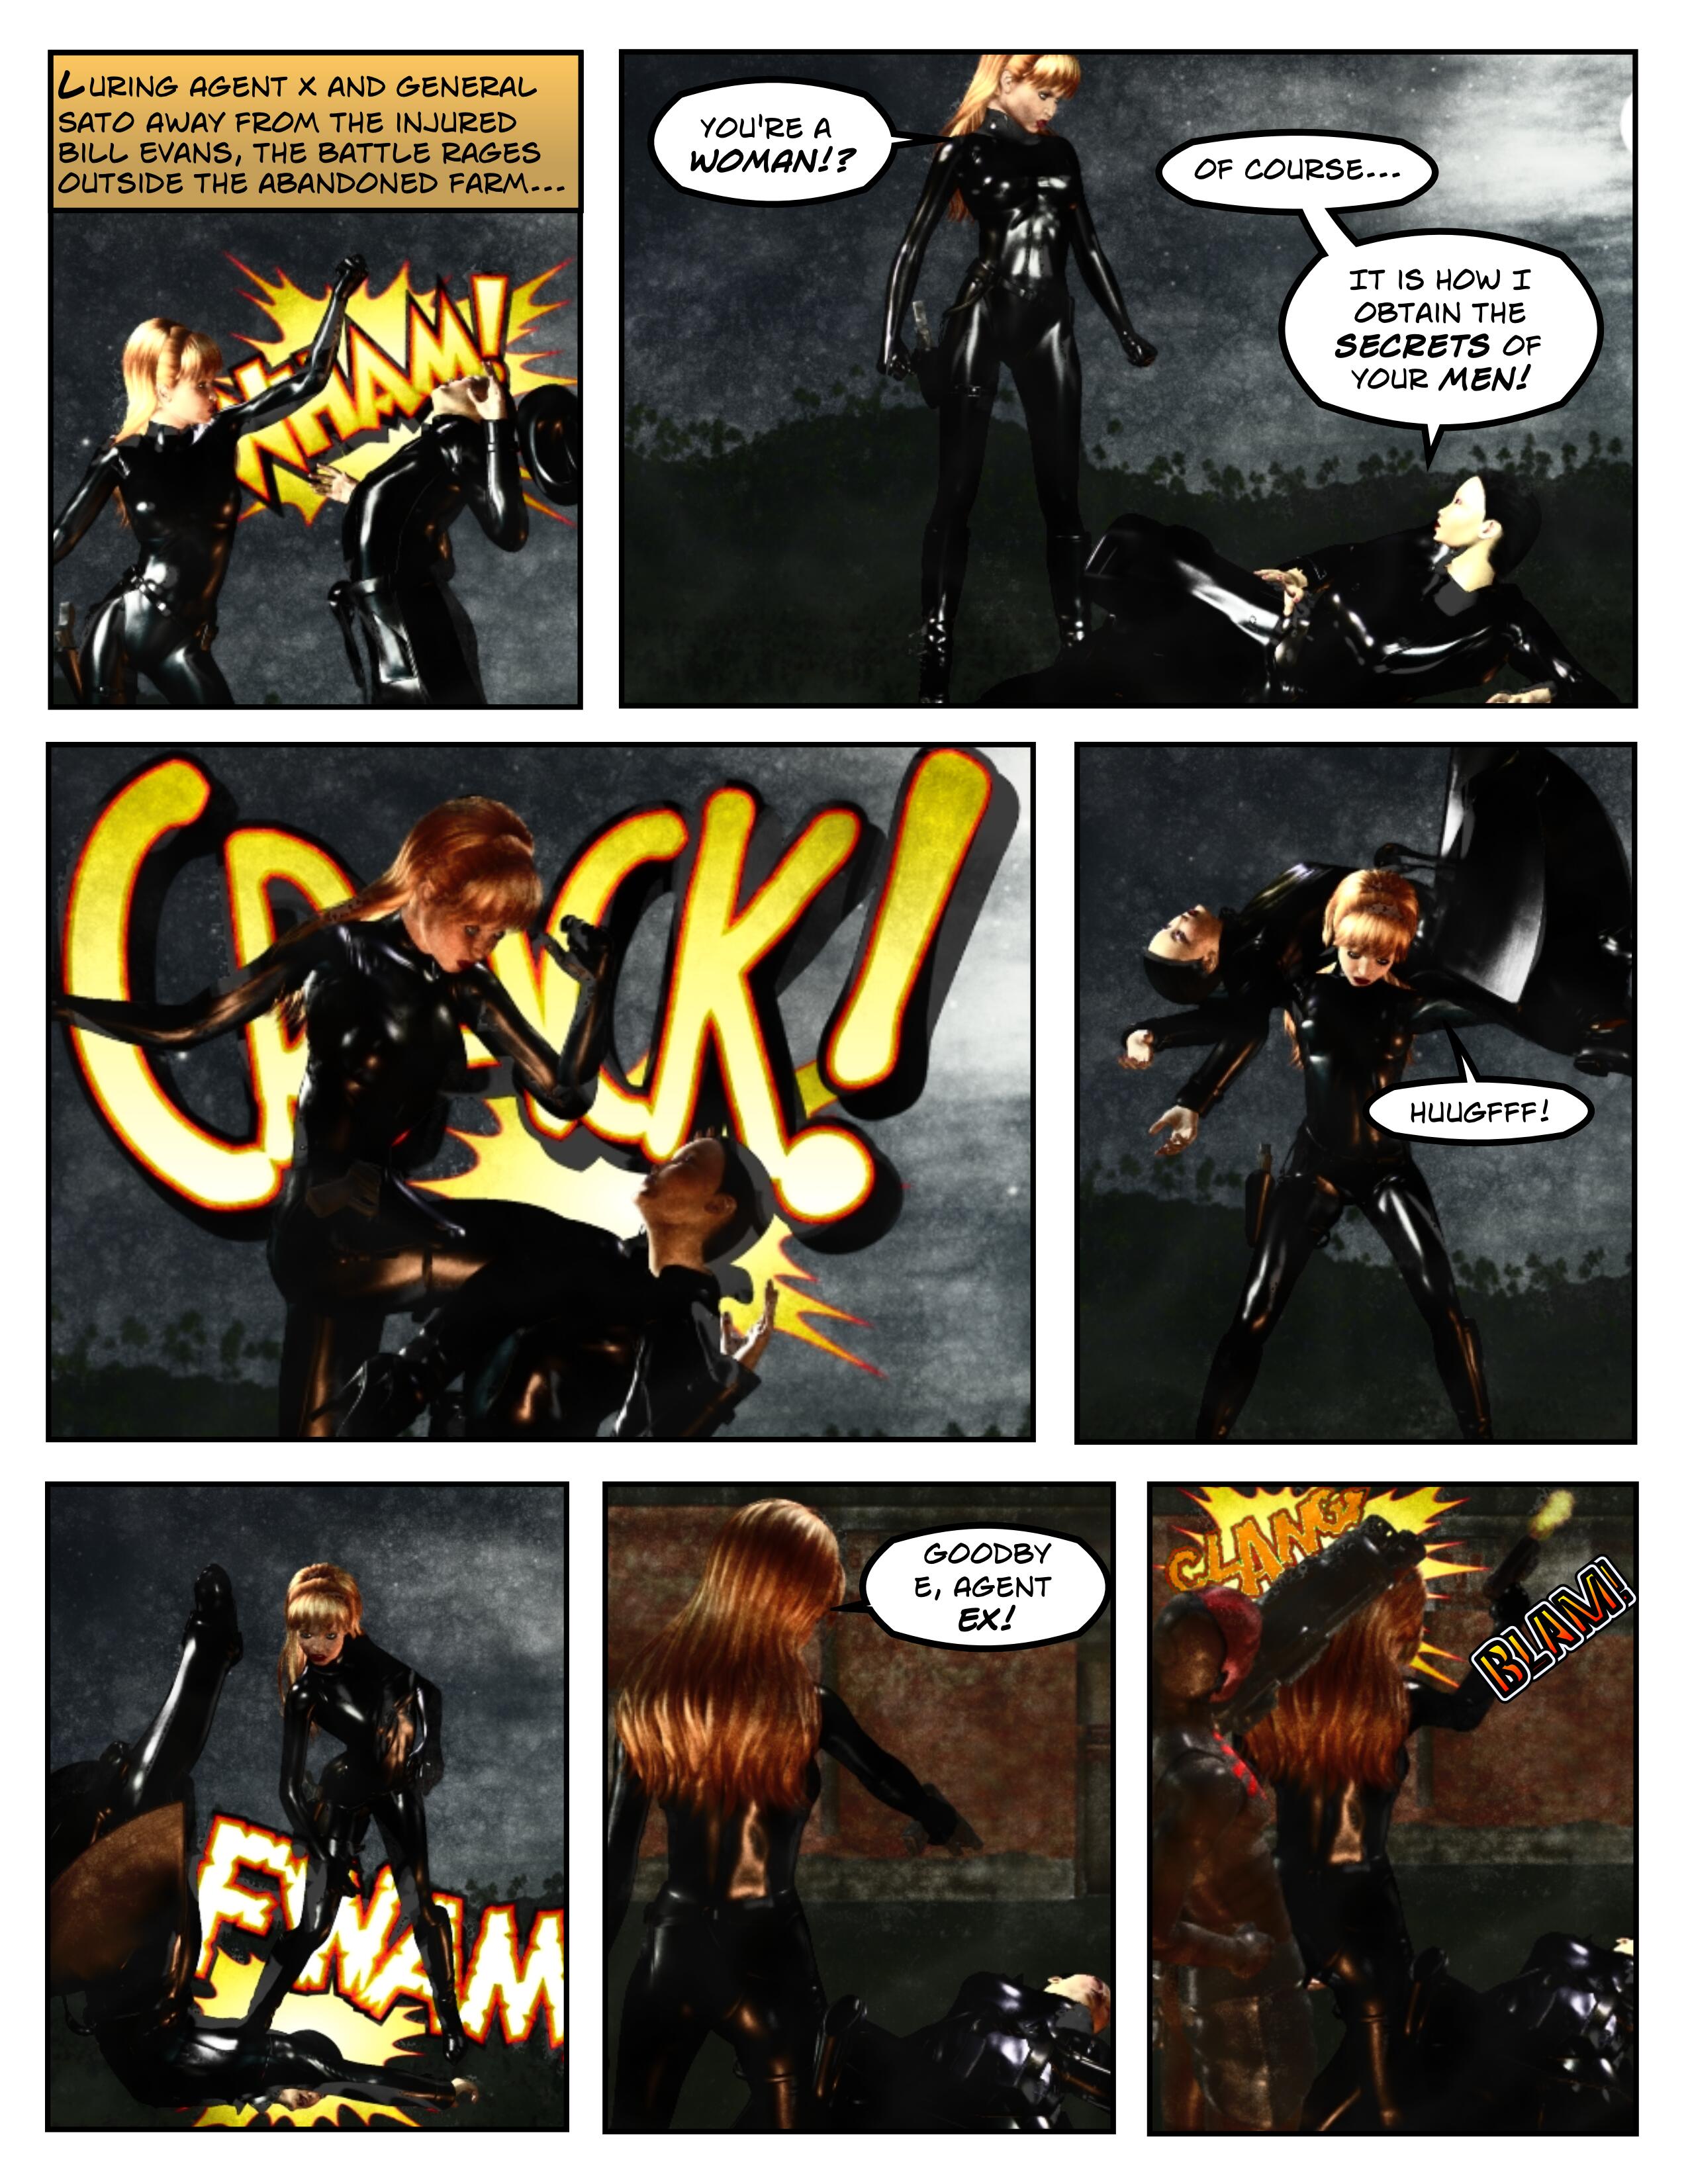 LURING AGENT X AND GENERAL
SATO AWAY FROM THE INJURED
BILL EVANS, THE BATTLE RAGES
OUTSIDE THE ABANDONED FARM...
WHAM!
YOU'RE A
WOMAN!?
OF COURSE...
IT IS HOW I
OBTAIN THE
SECRETS OF
YOUR MEN!
CRACK!
HUUGFFF!
FWAM
GOODBY
E, AGENT
EX!
CLANG
BLAM!